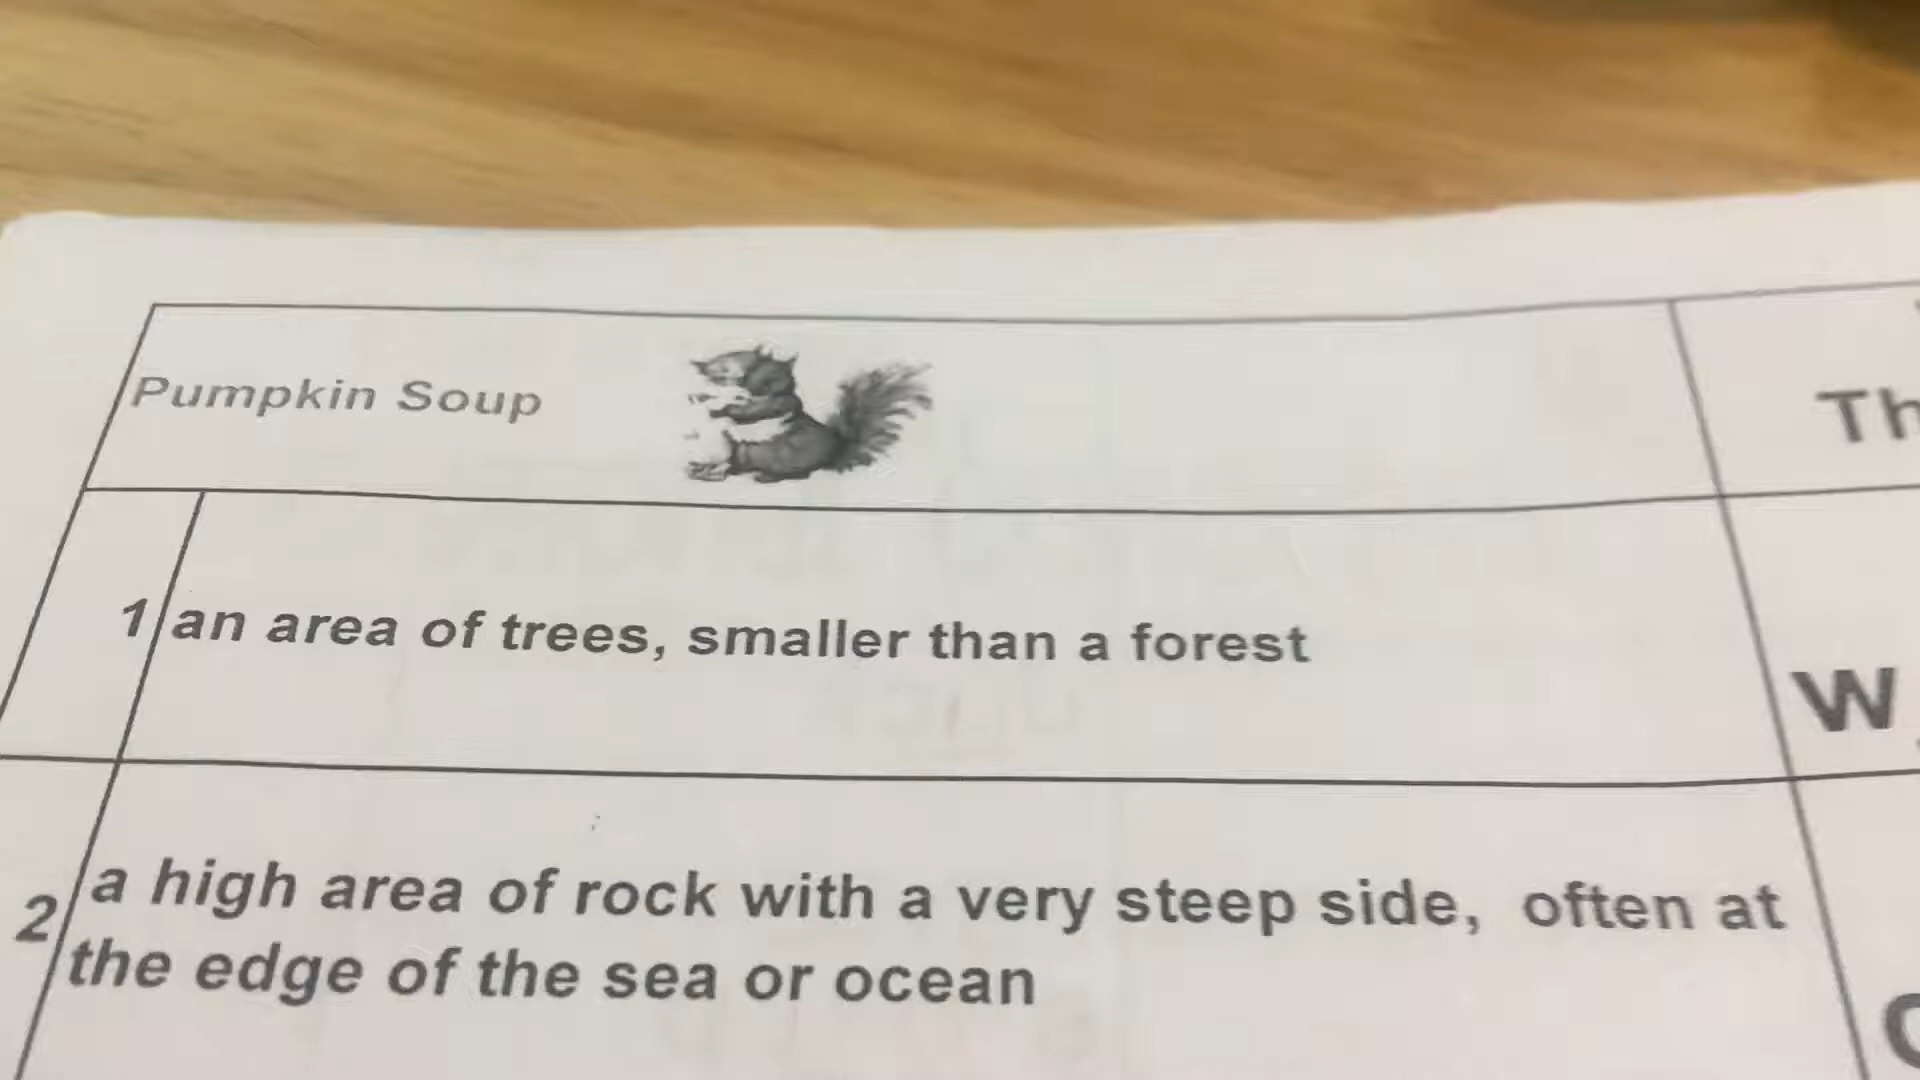 Pumpkin Soup
Th
1 an area of trees, smaller than a forest
W
2 a high area of rock with a very steep side, often at
the edge of the sea or ocean